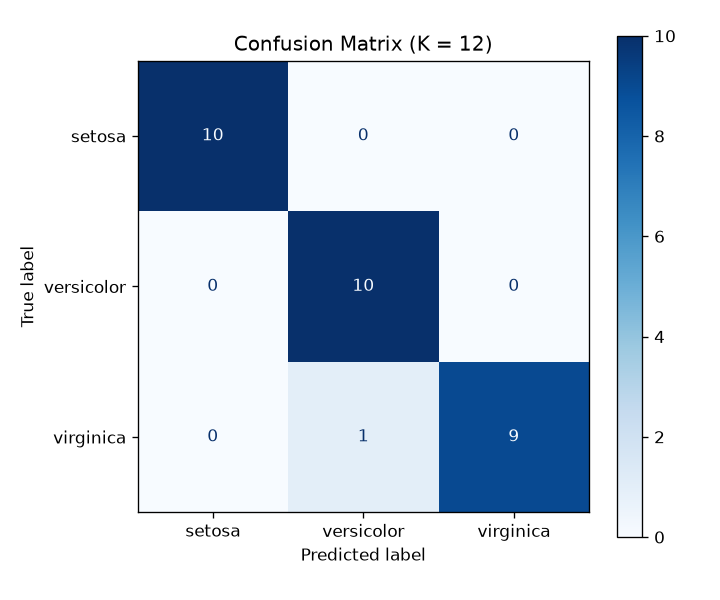 Confusion Matrix (K = 12)
setosa 10 0 0
versicolor 0 10 0
virginica 0 1 9
setosa versicolor virginica
Predicted label
True label
10
8
6
4
2
0